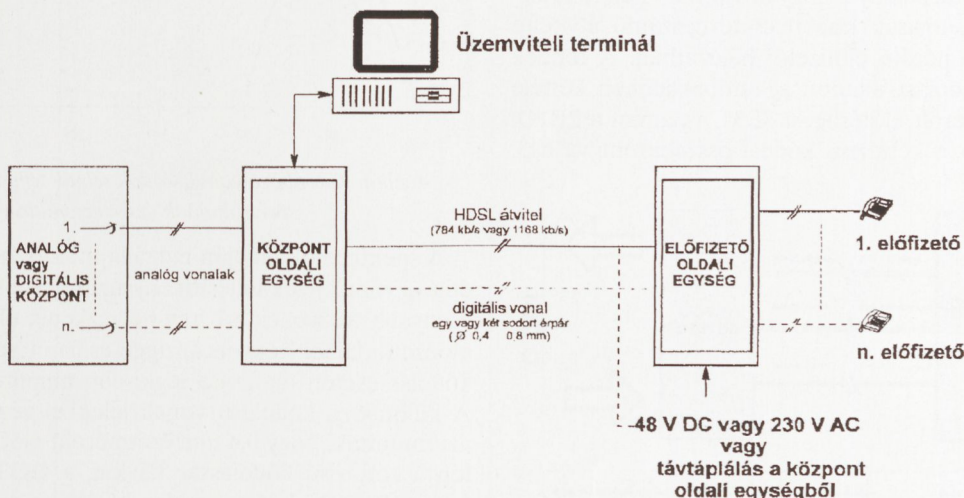 Üzemviteli terminál
1.
ANALÓG
vagy
DIGITÁLIS
KÖZPONT
n.
analóg vonalak
KÖZPONT
OLDALI
EGYSÉG
HDSL átvitel
(784 kb/s vagy 1168 kb/s)
digitális vonal
egy vagy két sodort érpár
(Ø 0,4 0,8 mm)
ELŐFIZETŐ
OLDALI
EGYSÉG
1. előfizető
n. előfizető
48 V DC vagy 230 V AC
vagy
távtáplálás a központ
oldali egységből